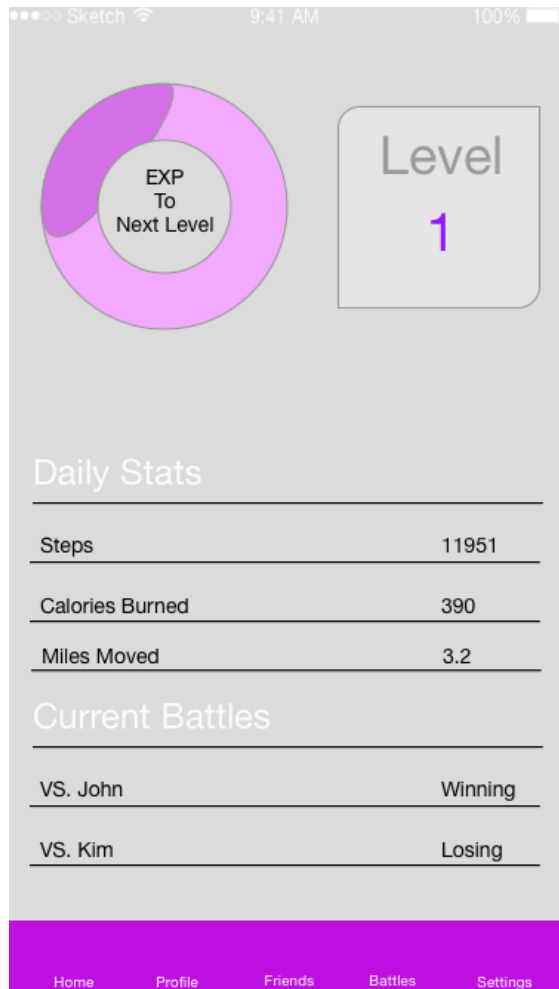 Sketch 9:41 AM 100%
EXP
To
Next Level
Level
1
Daily Stats
Steps 11951
Calories Burned 390
Miles Moved 3.2
Current Battles
VS. John Winning
VS. Kim Losing
Home Profile Friends Battles Settings